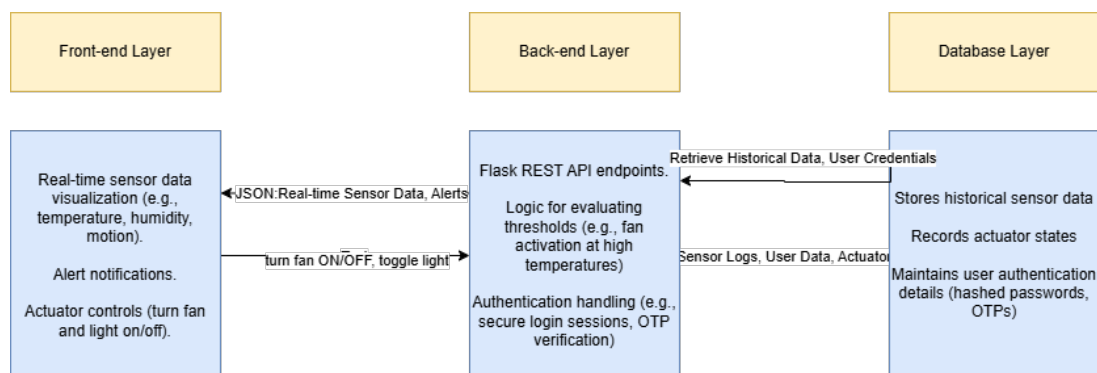 Front-end Layer
Back-end Layer
Database Layer
Real-time sensor data
visualization (e.g.,
temperature, humidity,
motion).
Alert notifications.
Actuator controls (turn fan
and light on/off).
JSON:Real-time Sensor Data, Alerts
turn fan ON/OFF, toggle light
Flask REST API endpoints.
Logic for evaluating
thresholds (e.g., fan
activation at high
temperatures)
Authentication handling (e.g.,
secure login sessions, OTP
verification)
Retrieve Historical Data, User Credentials
Sensor Logs, User Data, Actuator
Stores historical sensor data
Records actuator states
Maintains user authentication
details (hashed passwords,
OTPs)